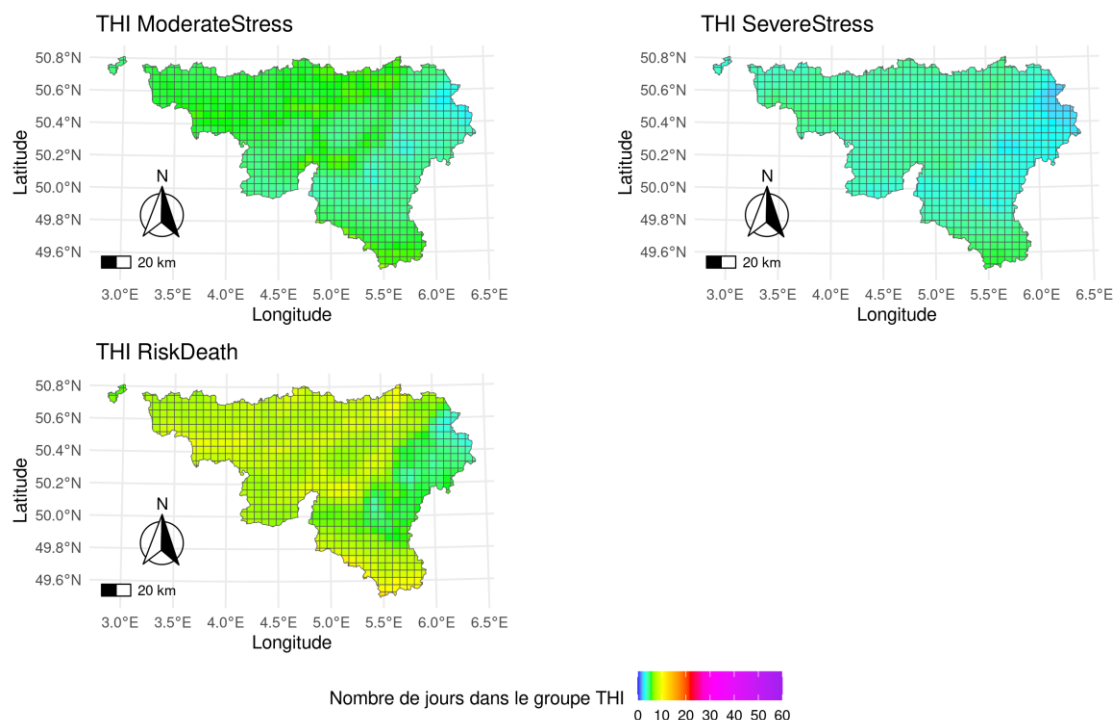 THI ModerateStress
50.8°N
50.6°N
50.4°N
50.2°N
50.0°N
49.8°N
49.6°N
Latitude
N
20 km
3.0°E 3.5°E 4.0°E 4.5°E 5.0°E 5.5°E 6.0°E 6.5°E
Longitude
THI SevereStress
50.8°N
50.6°N
50.4°N
50.2°N
50.0°N
49.8°N
49.6°N
Latitude
N
20 km
3.0°E 3.5°E 4.0°E 4.5°E 5.0°E 5.5°E 6.0°E 6.5°E
Longitude
THI RiskDeath
50.8°N
50.6°N
50.4°N
50.2°N
50.0°N
49.8°N
49.6°N
Latitude
N
20 km
3.0°E 3.5°E 4.0°E 4.5°E 5.0°E 5.5°E 6.0°E 6.5°E
Longitude
Nombre de jours dans le groupe THI
0 10 20 30 40 50 60